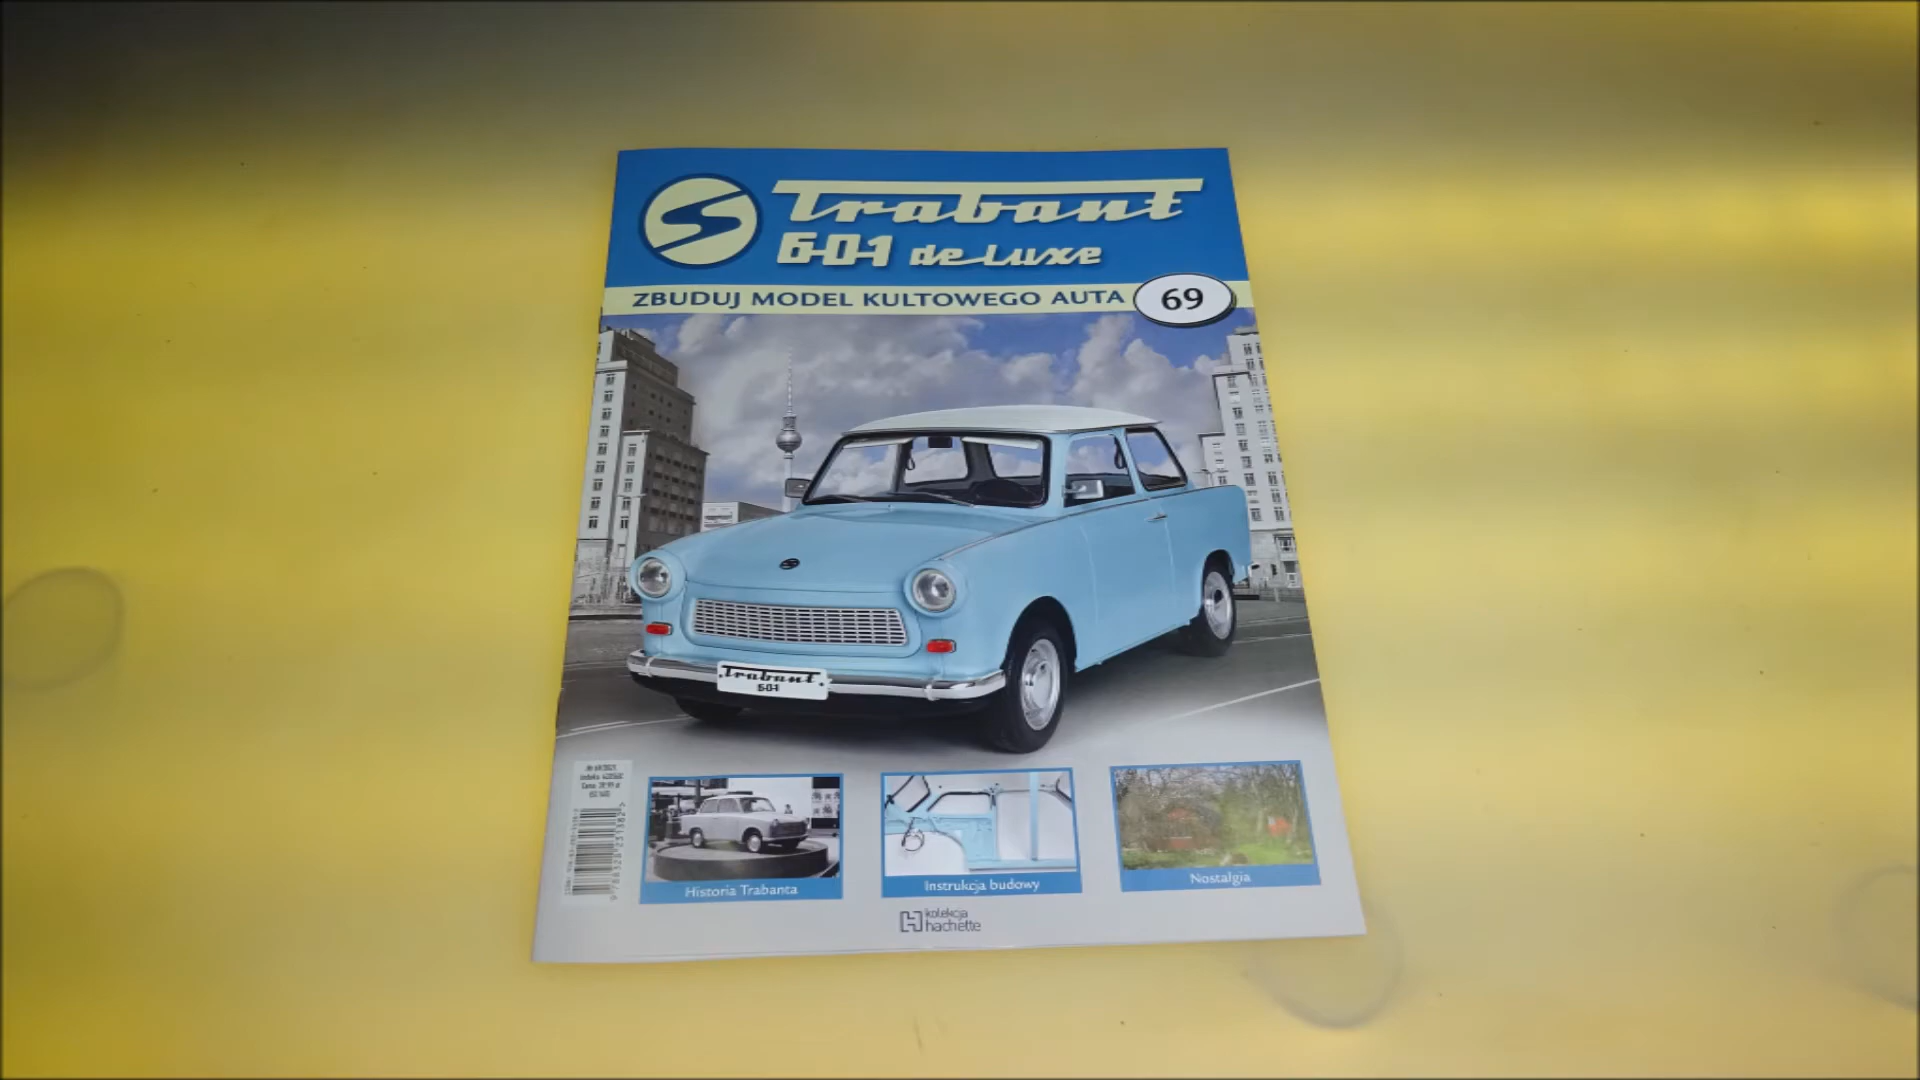 Trabant
601 de Luxe
ZBUDUJ MODEL KULTOWEGO AUTA
69
Trabant
601
Historia Trabanta
Instrukcja budowy
Nostalgia
kolekcja
hachette